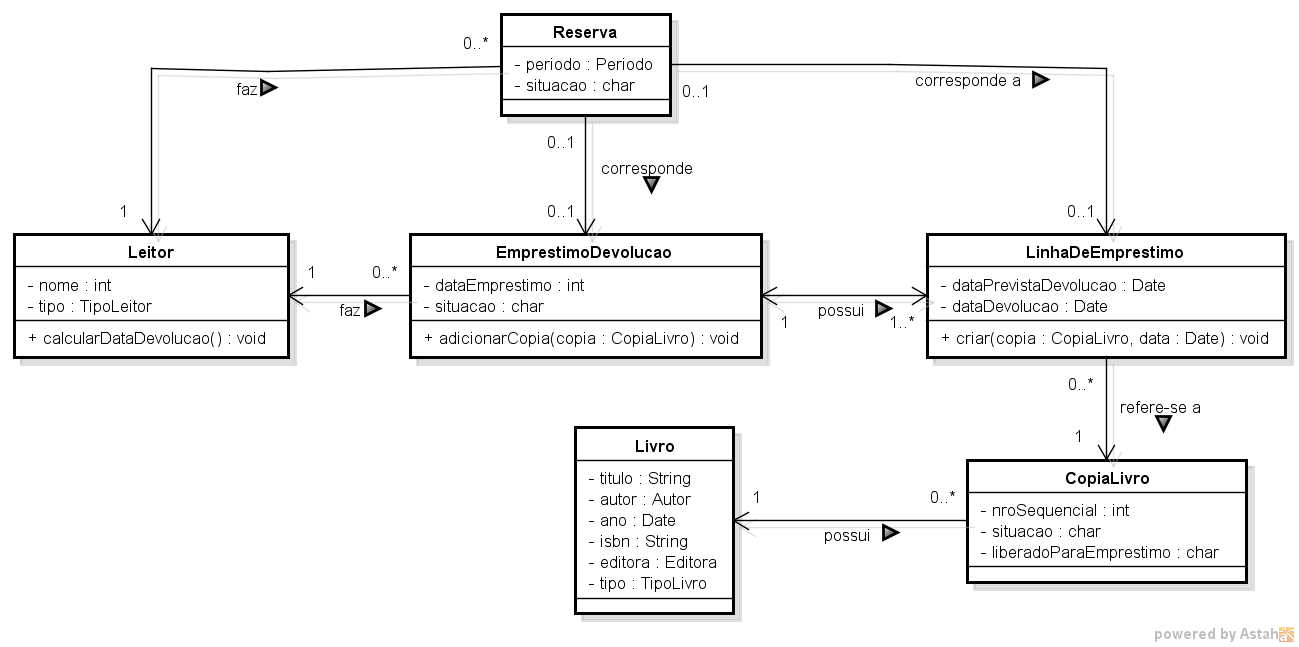 Reserva
- periodo : Periodo
- situacao : char
0..*
faz
1
0..1
corresponde
0..1
0..1
corresponde a
0..1
Leitor
- nome : int
- tipo : TipoLeitor
+ calcularDataDevolucao() : void
1
0..*
faz
EmprestimoDevolucao
- dataEmprestimo : int
- situacao : char
+ adicionarCopia(copia : CopiaLivro) : void
1
possui
1..*
LinhaDeEmprestimo
- dataPrevistaDevolucao : Date
- dataDevolucao : Date
+ criar(copia : CopiaLivro, data : Date) : void
0..*
refere-se a
1
Livro
- titulo : String
- autor : Autor
- ano : Date
- isbn : String
- editora : Editora
- tipo : TipoLivro
1
0..*
possui
CopiaLivro
- nroSequencial : int
- situacao : char
- liberadoParaEmprestimo : char
powered by Astah